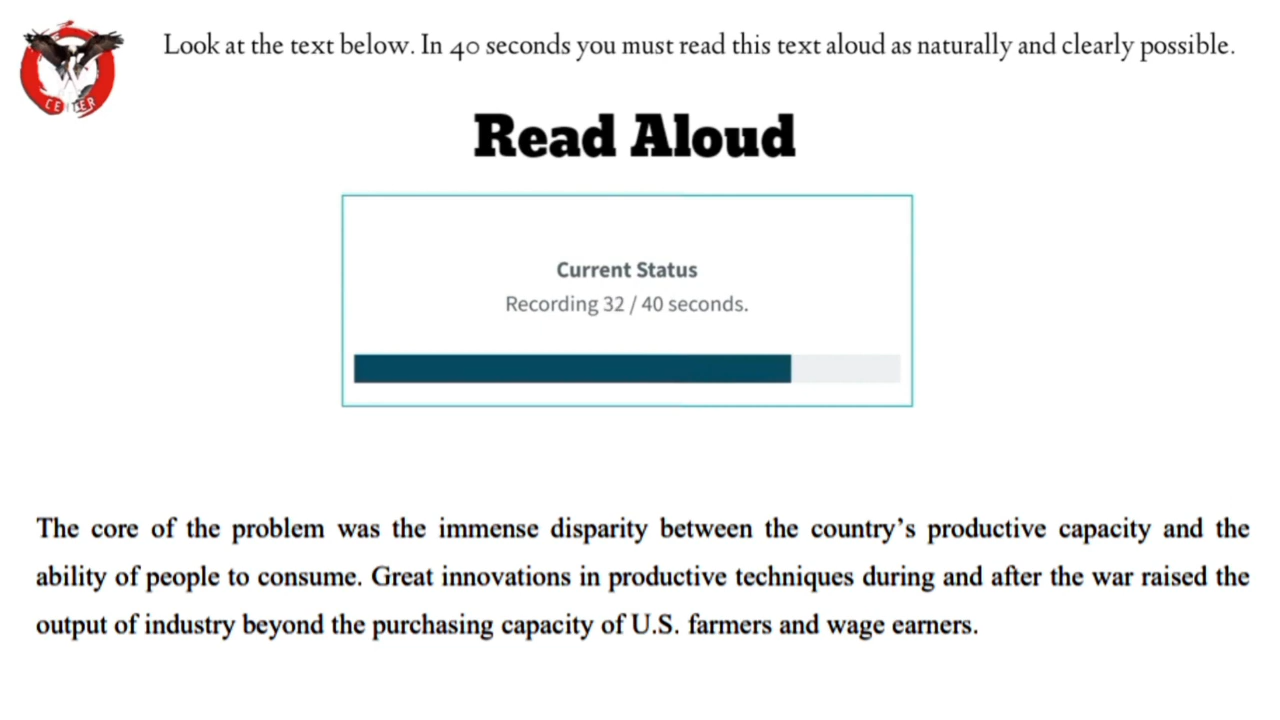 Look at the text below. In 40 seconds you must read this text aloud as naturally and clearly possible.
CENTER
Read Aloud
Current Status
Recording 32 / 40 seconds.
The core of the problem was the immense disparity between the country’s productive capacity and the
ability of people to consume. Great innovations in productive techniques during and after the war raised the
output of industry beyond the purchasing capacity of U.S. farmers and wage earners.